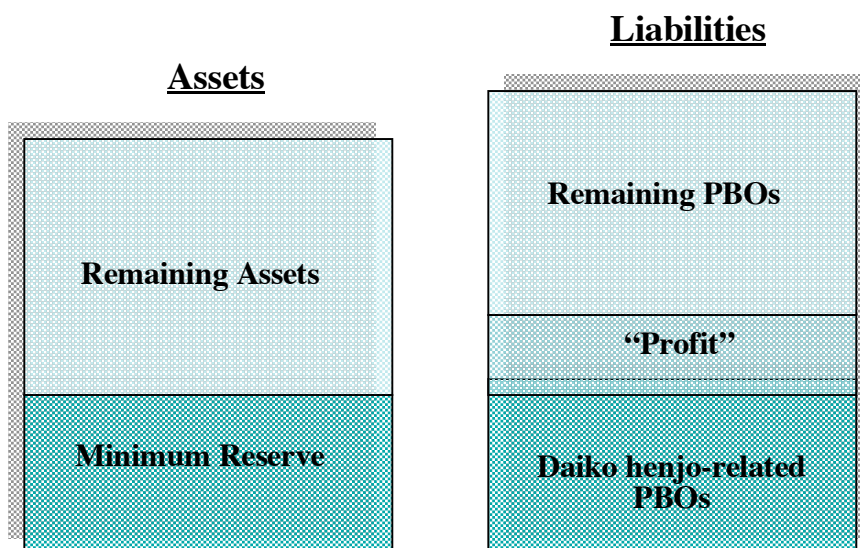 Assets
Remaining Assets
Minimum Reserve
Liabilities
Remaining PBOs
“Profit”
Daiko henjo-related
PBOs